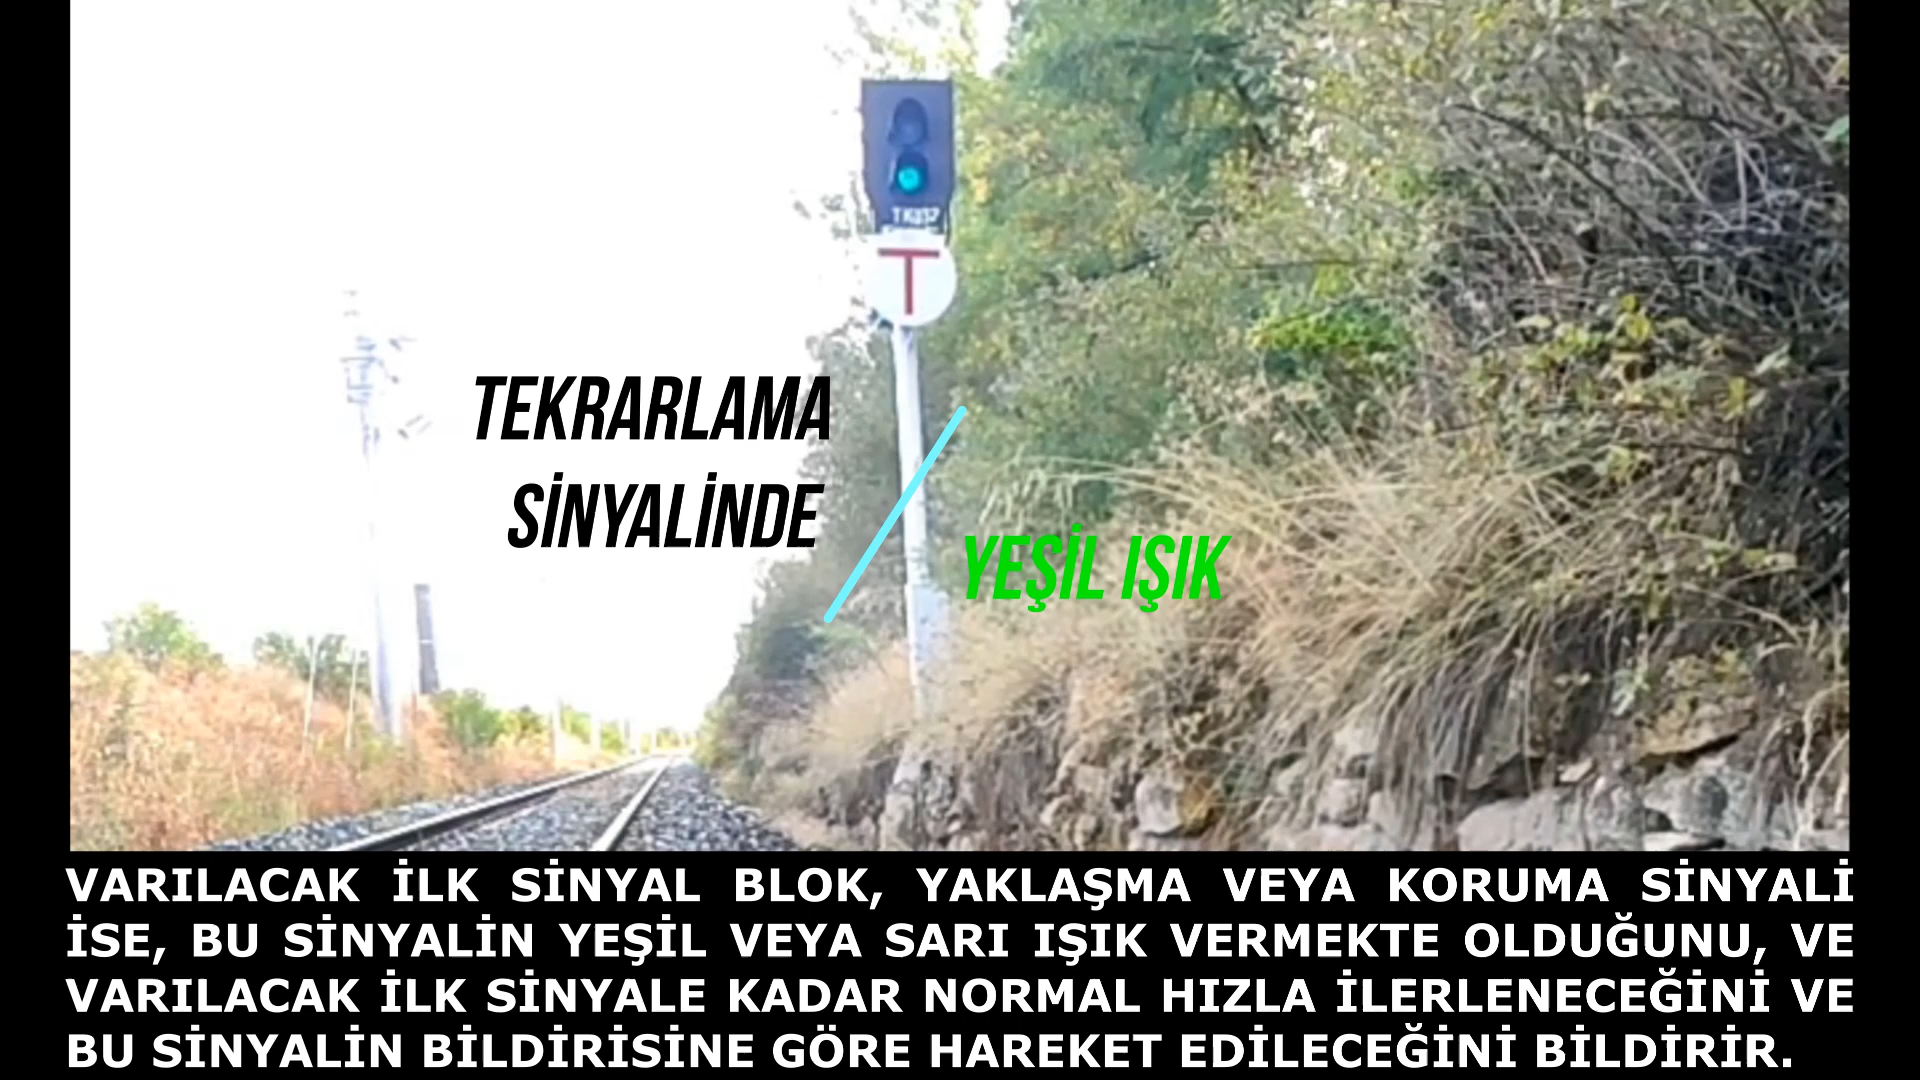 T
TEKRARLAMA
SİNYALİNDE
YEŞİL IŞIK
VARILACAK İLK SİNYAL BLOK, YAKLAŞMA VEYA KORUMA SİNYALİ
İSE, BU SİNYALİN YEŞİL VEYA SARI IŞIK VERMEKTE OLDUĞUNU, VE
VARILACAK İLK SİNYALE KADAR NORMAL HIZLA İLERLENECEĞİNİ VE
BU SİNYALİN BİLDİRİSİNE GÖRE HAREKET EDİLECEĞİNİ BİLDİRİR.